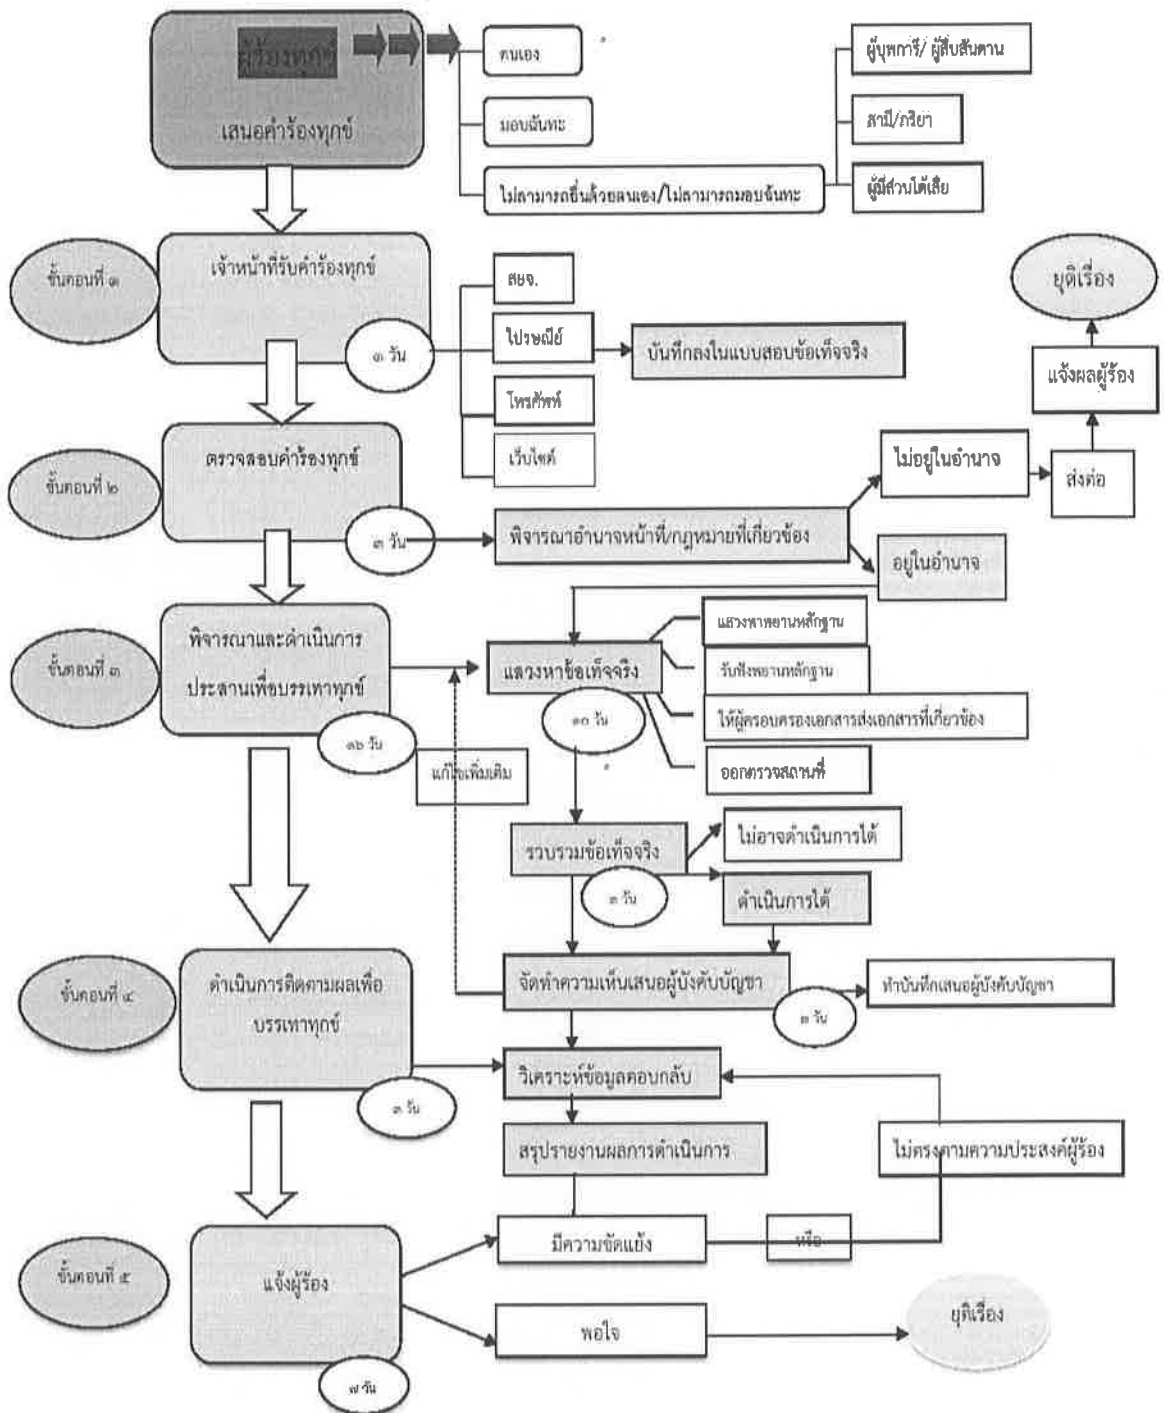 ผู้ร้องทุกข์
เสนอคำร้องทุกข์
ตนเอง
มอบฉันทะ
ไม่สามารถยื่นด้วยตนเอง/ไม่สามารถมอบฉันทะ
ผู้บุพการี/ ผู้สืบสันดาน
สามี/ภริยา
ผู้มีส่วนได้เสีย
ขั้นตอนที่ ๑
เจ้าหน้าที่รับคำร้องทุกข์
๑ วัน
สยจ.
ไปรษณีย์
โทรศัพท์
เว็บไซต์
บันทึกลงในแบบสอบข้อเท็จจริง
ยุติเรื่อง
แจ้งผลผู้ร้อง
ส่งต่อ
ไม่อยู่ในอำนาจ
ขั้นตอนที่ ๒
ตรวจสอบคำร้องทุกข์
๓ วัน
พิจารณาอำนาจหน้าที่/กฎหมายที่เกี่ยวข้อง
อยู่ในอำนาจ
ขั้นตอนที่ ๓
พิจารณาและดำเนินการ
ประสานเพื่อบรรเทาทุกข์
๑๖ วัน
แก้ไขเพิ่มเติม
แสวงหาข้อเท็จจริง
๑๐ วัน
แสวงหาพยานหลักฐาน
รับฟังพยานหลักฐาน
ให้ผู้ครอบครองเอกสารส่งเอกสารที่เกี่ยวข้อง
ออกตรวจสถานที่
รวบรวมข้อเท็จจริง
๓ วัน
ไม่อาจดำเนินการได้
ดำเนินการได้
ขั้นตอนที่ ๔
ดำเนินการติดตามผลเพื่อ
บรรเทาทุกข์
๓ วัน
จัดทำความเห็นเสนอผู้บังคับบัญชา
๓ วัน
ทำบันทึกเสนอผู้บังคับบัญชา
วิเคราะห์ข้อมูลตอบกลับ
สรุปรายงานผลการดำเนินการ
ไม่ตรงตามความประสงค์ผู้ร้อง
ขั้นตอนที่ ๕
แจ้งผู้ร้อง
๗ วัน
มีความขัดแย้ง
หรือ
พอใจ
ยุติเรื่อง